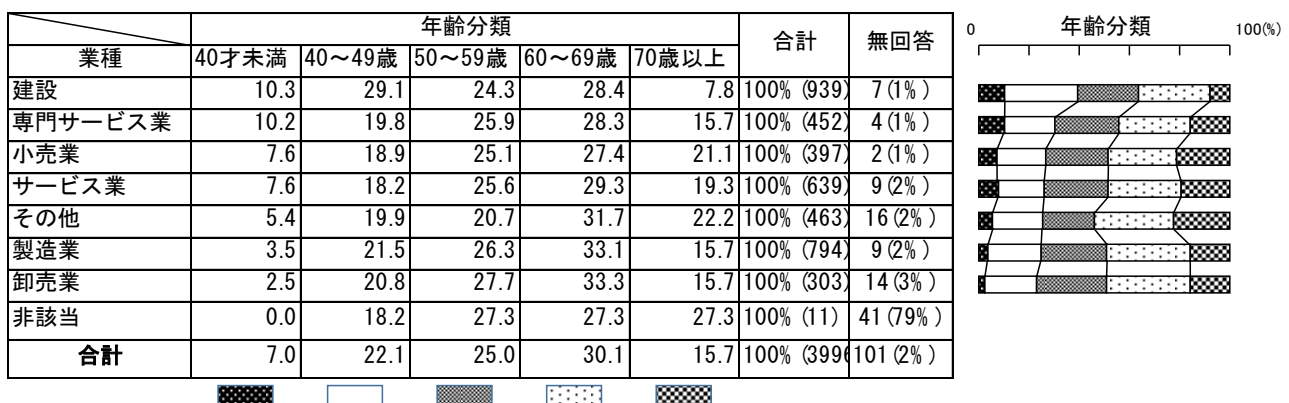 年齢分類
業種 40才未満 40～49歳 50～59歳 60～69歳 70歳以上 合計 無回答
建設 10.3 29.1 24.3 28.4 7.8 100% (939) 7(1%)
専門サービス業 10.2 19.8 25.9 28.3 15.7 100% (452) 4(1%)
小売業 7.6 18.9 25.1 27.4 21.1 100% (397) 2(1%)
サービス業 7.6 18.2 25.6 29.3 19.3 100% (639) 9(2%)
その他 5.4 19.9 20.7 31.7 22.2 100% (463) 16(2%)
製造業 3.5 21.5 26.3 33.1 15.7 100% (794) 9(2%)
卸売業 2.5 20.8 27.7 33.3 15.7 100% (303) 14(3%)
非該当 0.0 18.2 27.3 27.3 27.3 100% (11) 41(79%)
合計 7.0 22.1 25.0 30.1 15.7 100% (3996 101(2%)
0 年齢分類 100(%)